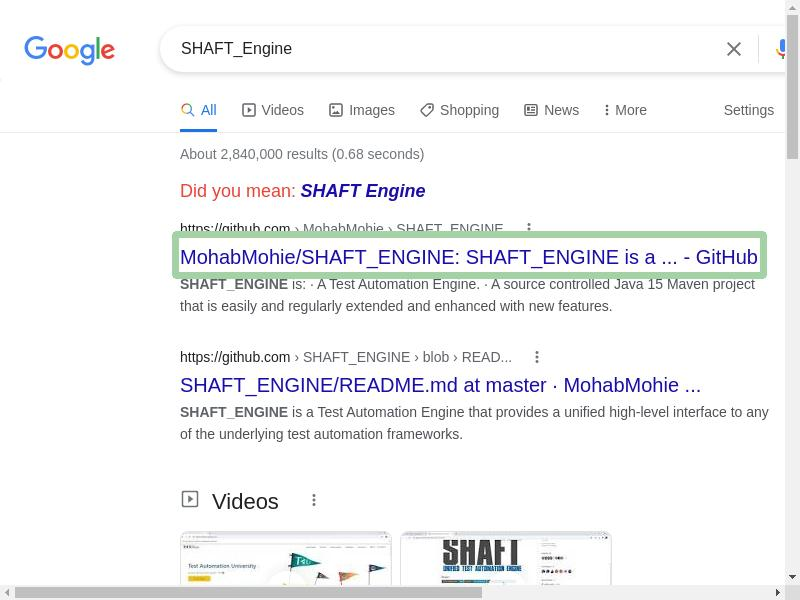 Google
SHAFT_Engine
All Videos Images Shopping News More Settings
About 2,840,000 results (0.68 seconds)
Did you mean: SHAFT Engine
https://github.com › MohabMohie › SHAFT_ENGINE
MohabMohie/SHAFT_ENGINE: SHAFT_ENGINE is a ... - GitHub
SHAFT_ENGINE is: · A Test Automation Engine. · A source controlled Java 15 Maven project
that is easily and regularly extended and enhanced with new features.
https://github.com › SHAFT_ENGINE › blob › READ...
SHAFT_ENGINE/README.md at master · MohabMohie ...
SHAFT_ENGINE is a Test Automation Engine that provides a unified high-level interface to any
of the underlying test automation frameworks.
Videos
Test Automation University
SHAFT
UNIFIED TEST AUTOMATION ENGINE